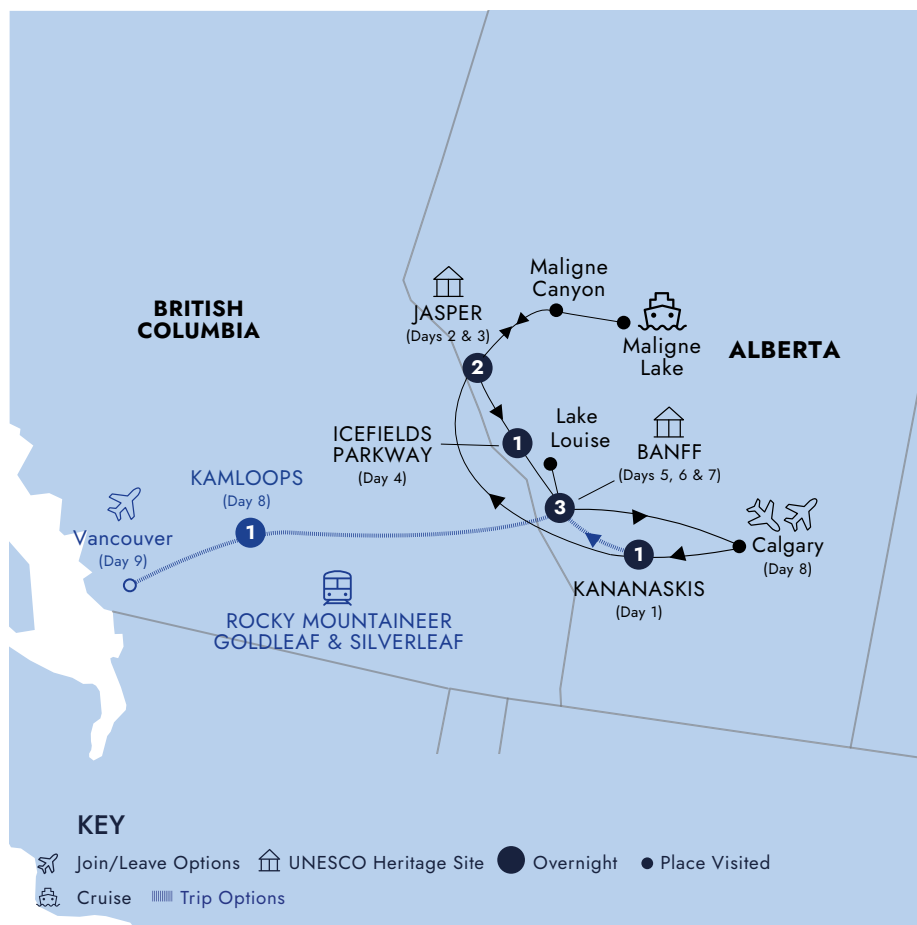 Maligne
Canyon
BRITISH
COLUMBIA
JASPER
(Days 2 & 3)
Maligne
Lake
ALBERTA
2
Lake
Louise
ICEFIELDS
PARKWAY
(Day 4)
1
BANFF
(Days 5, 6 & 7)
KAMLOOPS
(Day 8)
3
Vancouver
(Day 9)
1
Calgary
(Day 8)
1
KANANASKIS
(Day 1)
ROCKY MOUNTAINEER
GOLDLEAF & SILVERLEAF
KEY
Join/Leave Options
UNESCO Heritage Site
Overnight
Place Visited
Cruise
Trip Options